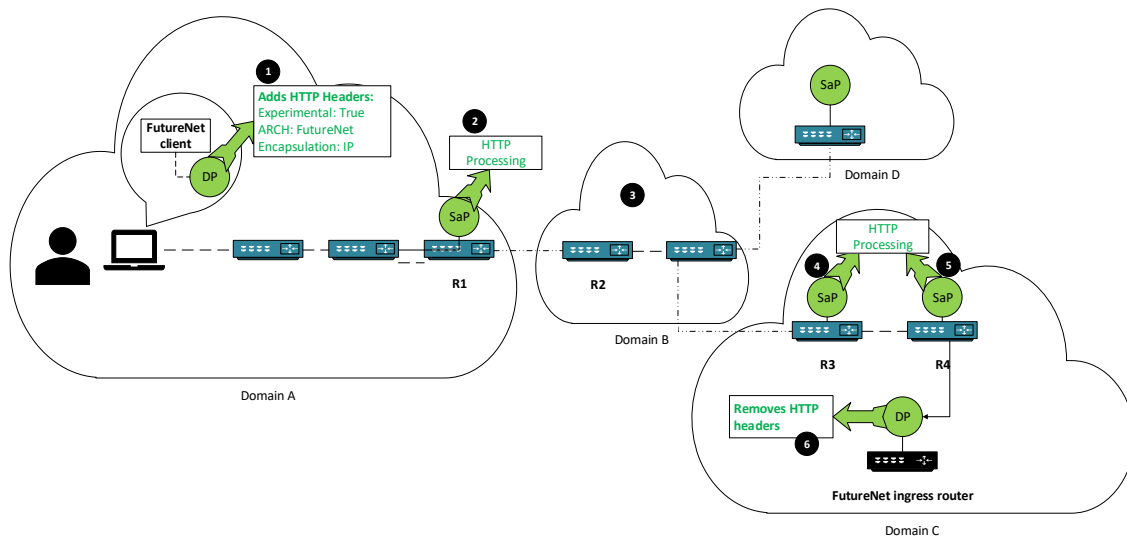 1
Adds HTTP Headers:
Experimental: True
ARCH: FutureNet
Encapsulation: IP
FutureNet
client
DP
2
HTTP
Processing
SaP
R1
Domain A
3
R2
Domain B
SaP
Domain D
HTTP
Processing
4
5
SaP
SaP
R3
R4
Removes HTTP
headers
6
DP
FutureNet ingress router
Domain C